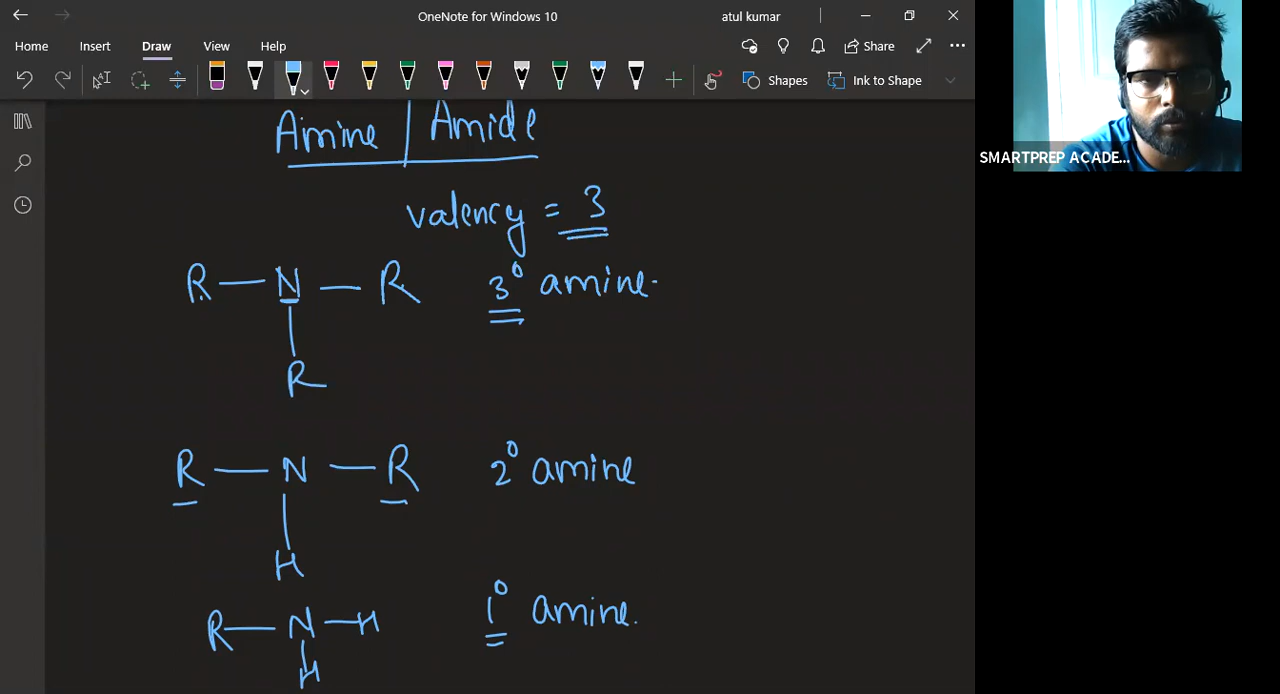 OneNote for Windows 10
atul kumar
Home Insert Draw View Help
Share
Shapes
Ink to Shape
SMARTPREP ACADE...
Amine | Amide
valency = 3
R — N — R 3° amine.
R
R — N — R 2° amine
H
R — N — H 1° amine.
H